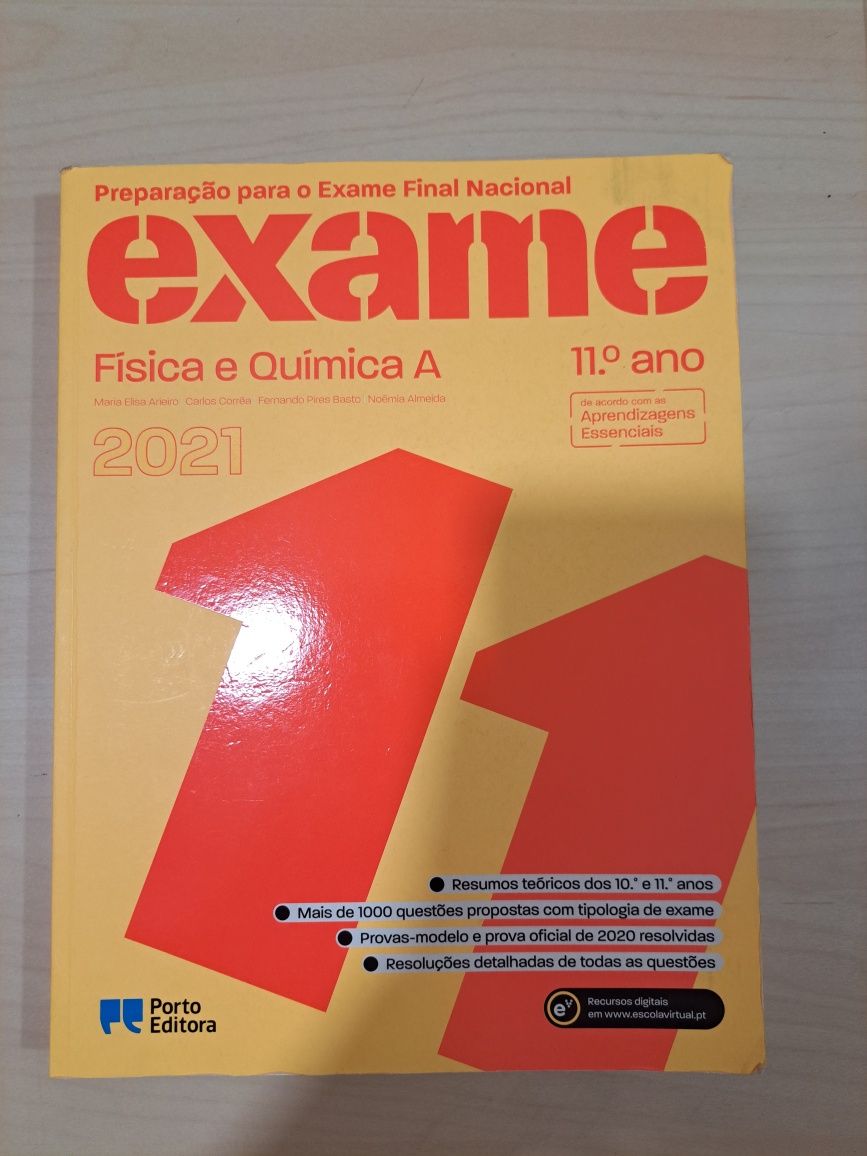 Preparação para o Exame Final Nacional
exame
Física e Química A
11.º ano
Maria Elisa Arieiro Carlos Corrêa Fernando Pires Basto Noémia Almeida
de acordo com as
Aprendizagens
Essenciais
2021
11
Resumos teóricos dos 10.º e 11.º anos
Mais de 1000 questões propostas com tipologia de exame
Provas-modelo e prova oficial de 2020 resolvidas
Resoluções detalhadas de todas as questões
Porto
Editora
ev
Recursos digitais
em www.escolavirtual.pt